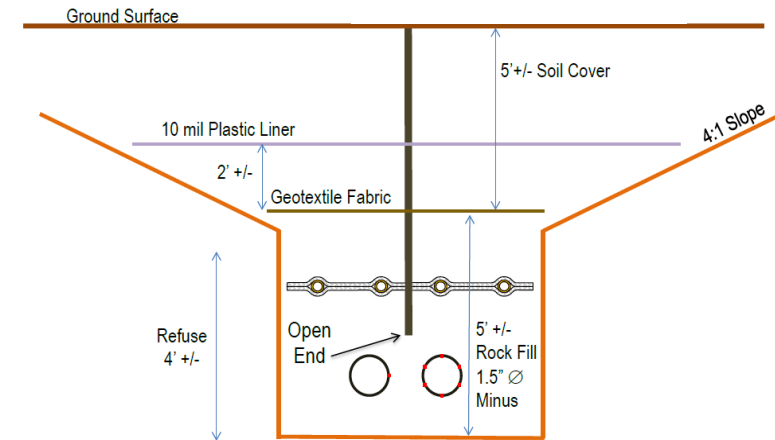 Ground Surface
5'+/- Soil Cover
4:1 Slope
10 mil Plastic Liner
2' +/-
Geotextile Fabric
Refuse
4' +/-
Open
End
5' +/-
Rock Fill
1.5" ∅
Minus